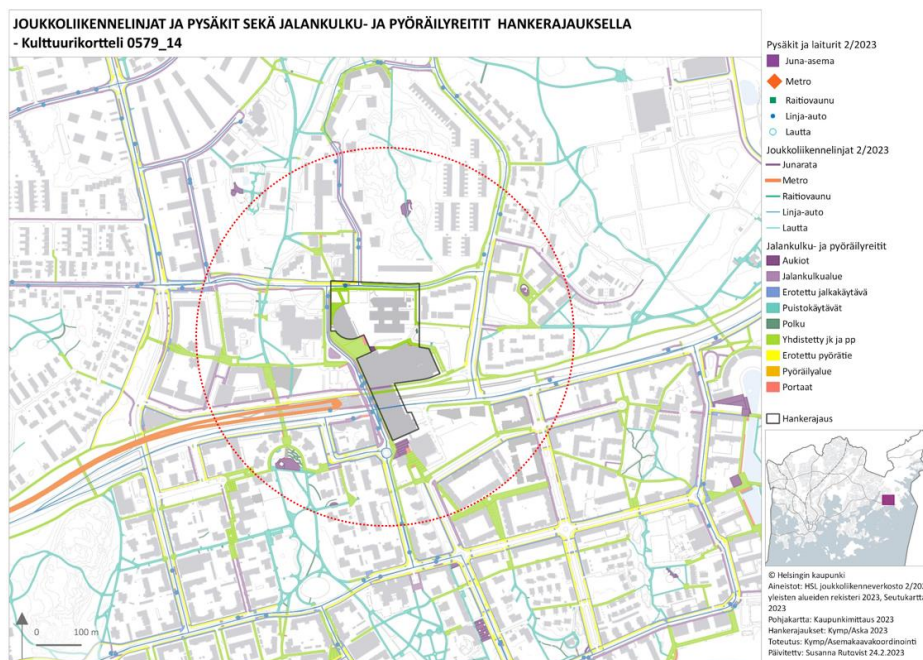 JOUKKOLIIKENNELINJAT JA PYSÄKIT SEKÄ JALANKULKU- JA PYÖRÄILYREITIT HANKERAJAUKSELLA
- Kulttuurikortteli 0579_14
Pysäkit ja laiturit 2/2023
Juna-asema
Metro
Raitiovaunu
Linja-auto
Lautta
Joukkoliikennelinjat 2/2023
Junarata
Metro
Raitiovaunu
Linja-auto
Lautta
Jalankulku- ja pyöräilyreitit
Aukiot
Jalankulkualue
Erotettu jalkakäytävä
Puistokäytävät
Polku
Yhdistetty jk ja pp
Erotettu pyörätie
Pyöräilyalue
Portaat
Hankerajaus
0 100 m
© Helsingin kaupunki
Aineistot: HSL joukkoliikenneverkosto 2/202
yleisten alueiden rekisteri 2023, Seutukartta
2023
Pohjakartta: Kaupunkimittaus 2023
Hankerajaukset: Kymp/Aska 2023
Toteutus: Kymp/Asemakaavakoordinointi
Päivitetty: Susanna Rutovist 24.2.2023